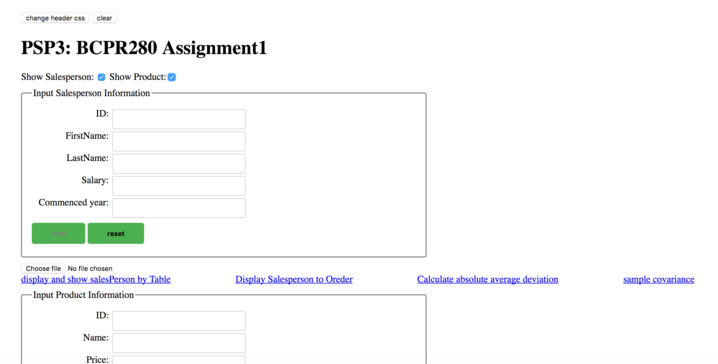 change header css clear
PSP3: BCPR280 Assignment1
Show Salesperson: Show Product:
Input Salesperson Information
ID:
FirstName:
LastName:
Salary:
Commenced year:
reset
Choose file No file chosen
display and show salesPerson by Table Display Salesperson to Oreder Calculate absolute average deviation sample covariance
Input Product Information
ID:
Name:
Price: